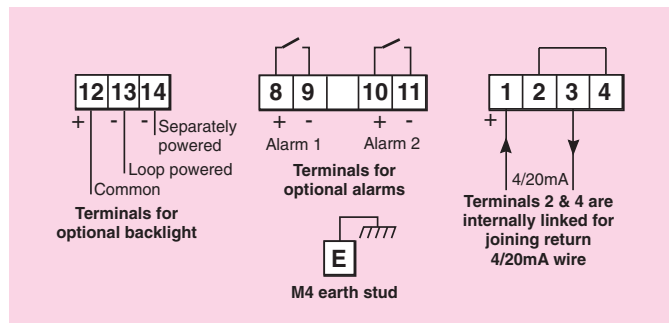 12 13 14
+ - -
Separately
powered
Loop powered
Common
Terminals for
optional backlight
8 9 10 11
+ - + -
Alarm 1 Alarm 2
Terminals for
optional alarms
E
M4 earth stud
1 2 3 4
+
4/20mA
Terminals 2 & 4 are
internally linked for
joining return
4/20mA wire